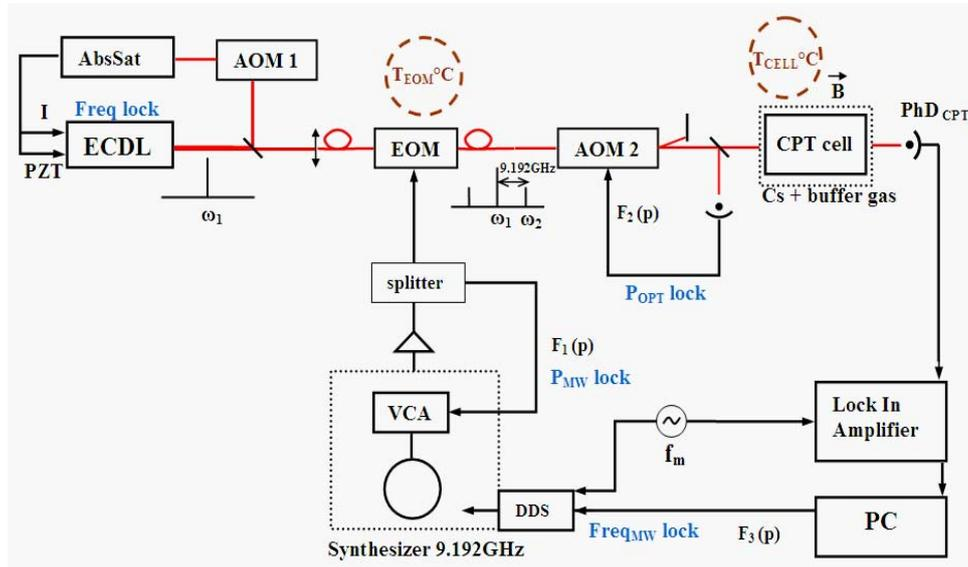 AbsSat
AOM 1
T_EOM°C
T_CELL°C
B
I
Freq lock
PhD_CPT
ECDL
EOM
AOM 2
CPT cell
PZT
9.192GHz
Cs + buffer gas
ω1
ω1 ω2
F2 (p)
splitter
P_OPT lock
F1 (p)
P_MW lock
VCA
Lock In
Amplifier
fm
DDS
PC
Freq_MW lock
F3 (p)
Synthesizer 9.192GHz